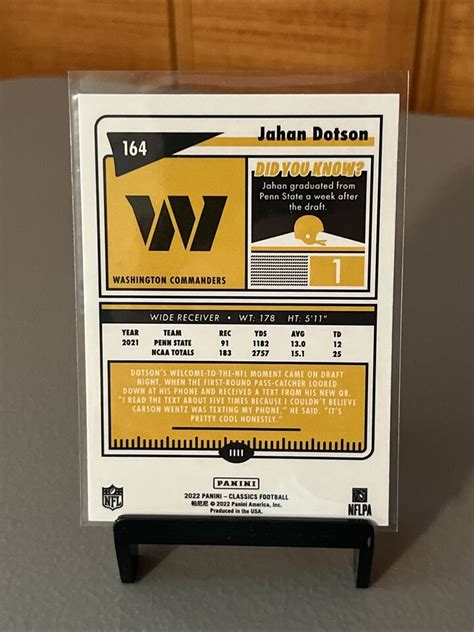 164
Jahan Dotson
W
WASHINGTON COMMANDERS
DID YOU KNOW?
Jahan graduated from
Penn State a week after
the draft.
1
WIDE RECEIVER • WT: 178 HT: 5'11"
YEAR TEAM REC YDS AVG TD
2021 PENN STATE 91 1182 13.0 12
NCAA TOTALS 183 2757 15.1 25
DOTSON'S WELCOME-TO-THE-NFL MOMENT CAME ON DRAFT
NIGHT, WHEN THE FIRST-ROUND PASS-CATCHER LOOKED
DOWN AT HIS PHONE AND RECEIVED A TEXT FROM HIS NEW QB.
"I READ THE TEXT ABOUT FIVE TIMES BECAUSE I COULDN'T BELIEVE
CARSON WENTZ WAS TEXTING MY PHONE," HE SAID. "IT'S
PRETTY COOL HONESTLY."
PANINI
NFL
2022 PANINI – CLASSICS FOOTBALL
帕尼尼 © 2022 Panini America, Inc.
Produced in the USA.
NFLPA